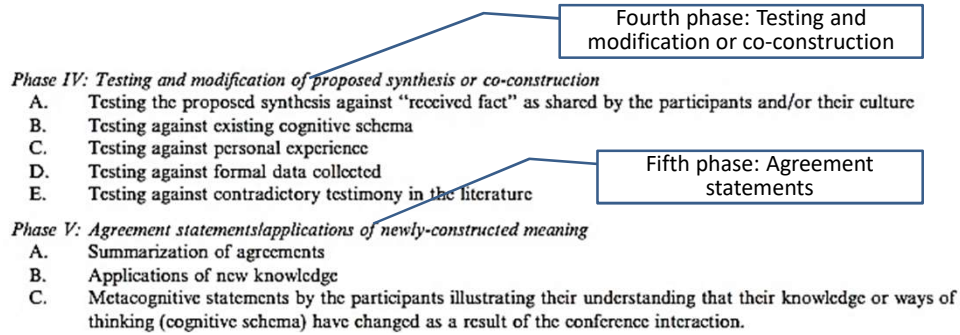 Fourth phase: Testing and
modification or co-construction
Phase IV: Testing and modification of proposed synthesis or co-construction
A. Testing the proposed synthesis against “received fact” as shared by the participants and/or their culture
B. Testing against existing cognitive schema
C. Testing against personal experience
D. Testing against formal data collected
E. Testing against contradictory testimony in the literature
Fifth phase: Agreement
statements
Phase V: Agreement statements/applications of newly-constructed meaning
A. Summarization of agreements
B. Applications of new knowledge
C. Metacognitive statements by the participants illustrating their understanding that their knowledge or ways of
thinking (cognitive schema) have changed as a result of the conference interaction.